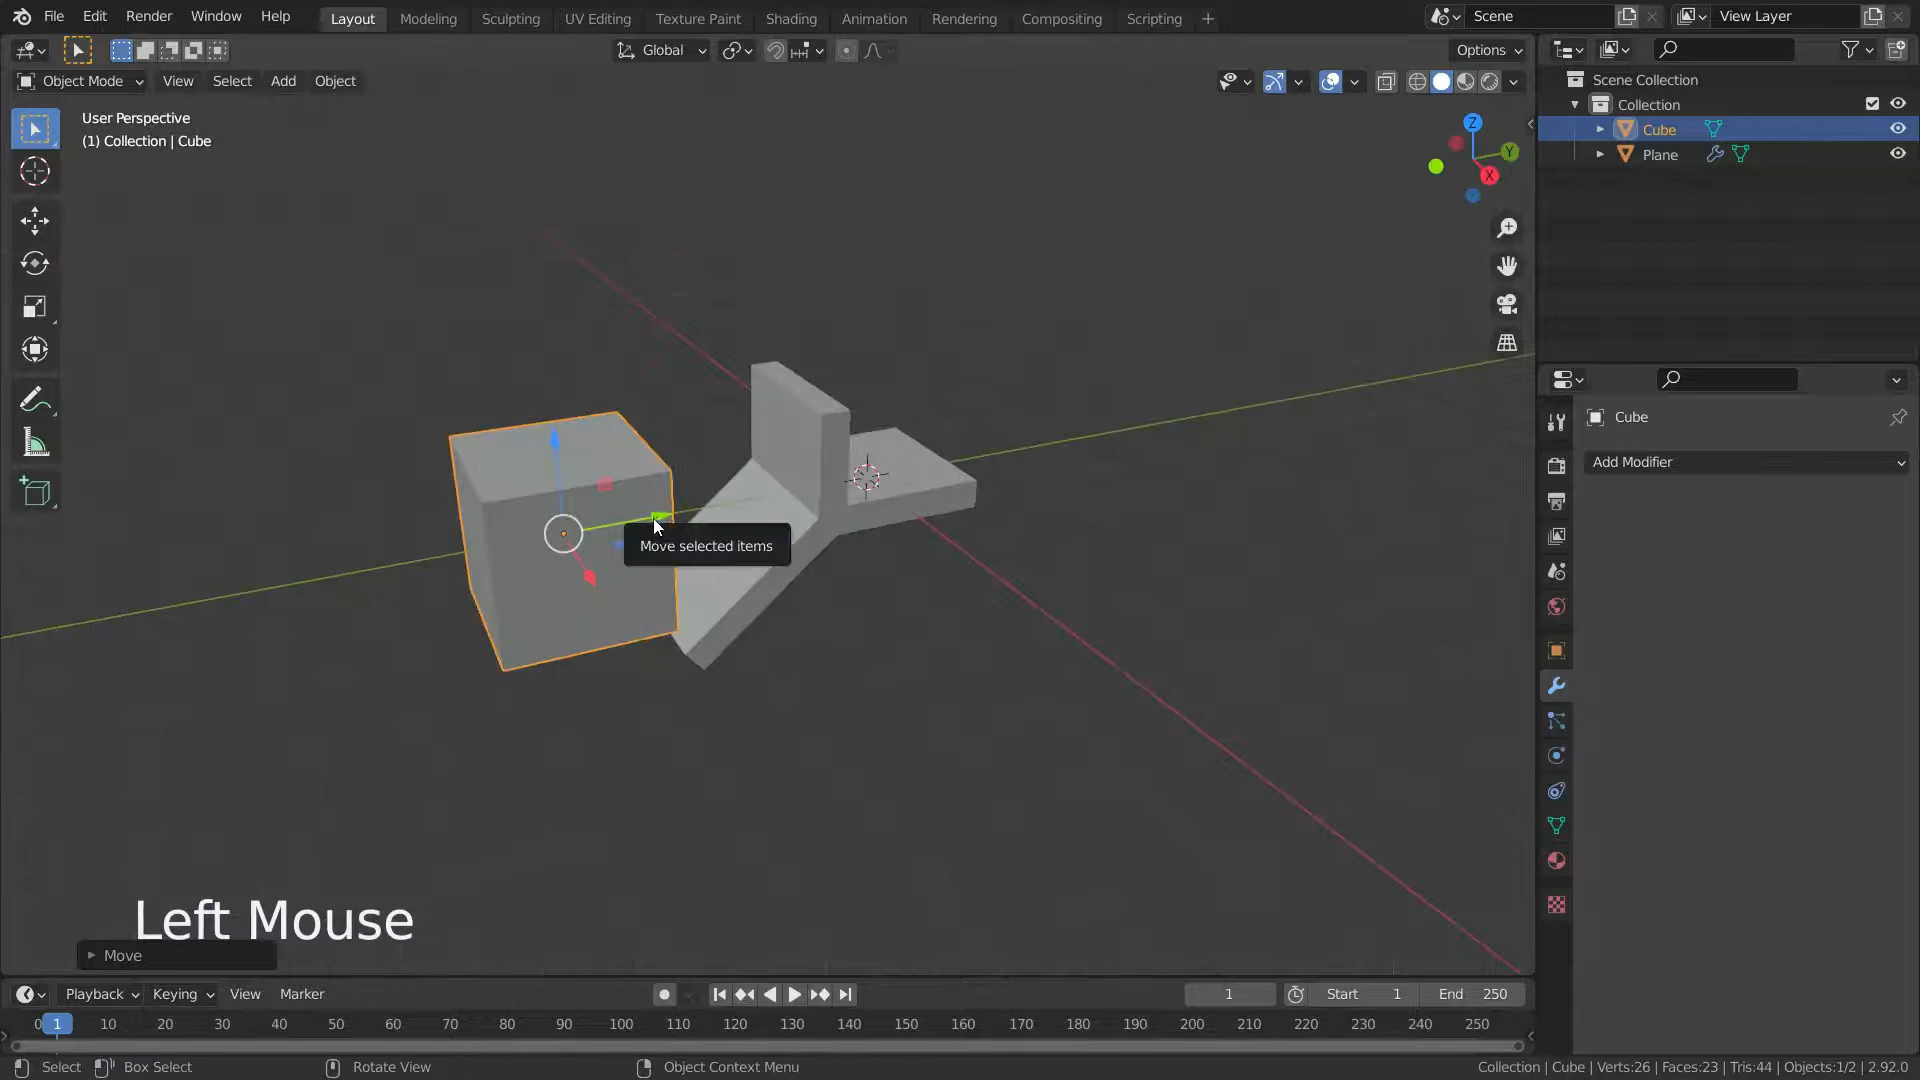 File Edit Render Window Help Layout Modeling Sculpting UV Editing Texture Paint Shading Animation Rendering Compositing Scripting + Scene View Layer
Global Options
Object Mode View Select Add Object
User Perspective
(1) Collection | Cube
Z
Y
X
Scene Collection
Collection
Cube
Plane
Cube
Add Modifier
Move selected items
Left Mouse
Move
Playback Keying View Marker 1 Start 1 End 250
0 1 10 20 30 40 50 60 70 80 90 100 110 120 130 140 150 160 170 180 190 200 210 220 230 240 250
Select Box Select Rotate View Object Context Menu Collection | Cube | Verts:26 | Faces:23 | Tris:44 | Objects:1/2 | 2.92.0